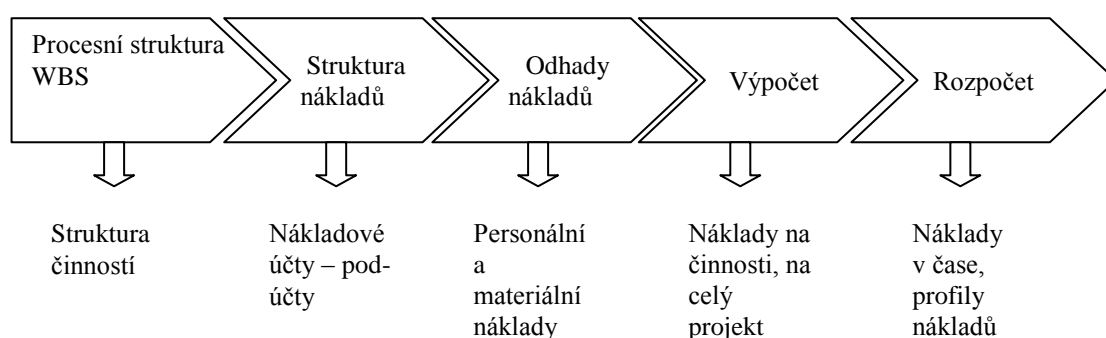 Procesní struktura
WBS
Struktura
nákladů
Odhady
nákladů
Výpočet
Rozpočet
Struktura
činností
Nákladové
účty – pod-
účty
Personální
a
materiální
náklady
Náklady na
činnosti, na
celý
projekt
Náklady
v čase,
profily
nákladů